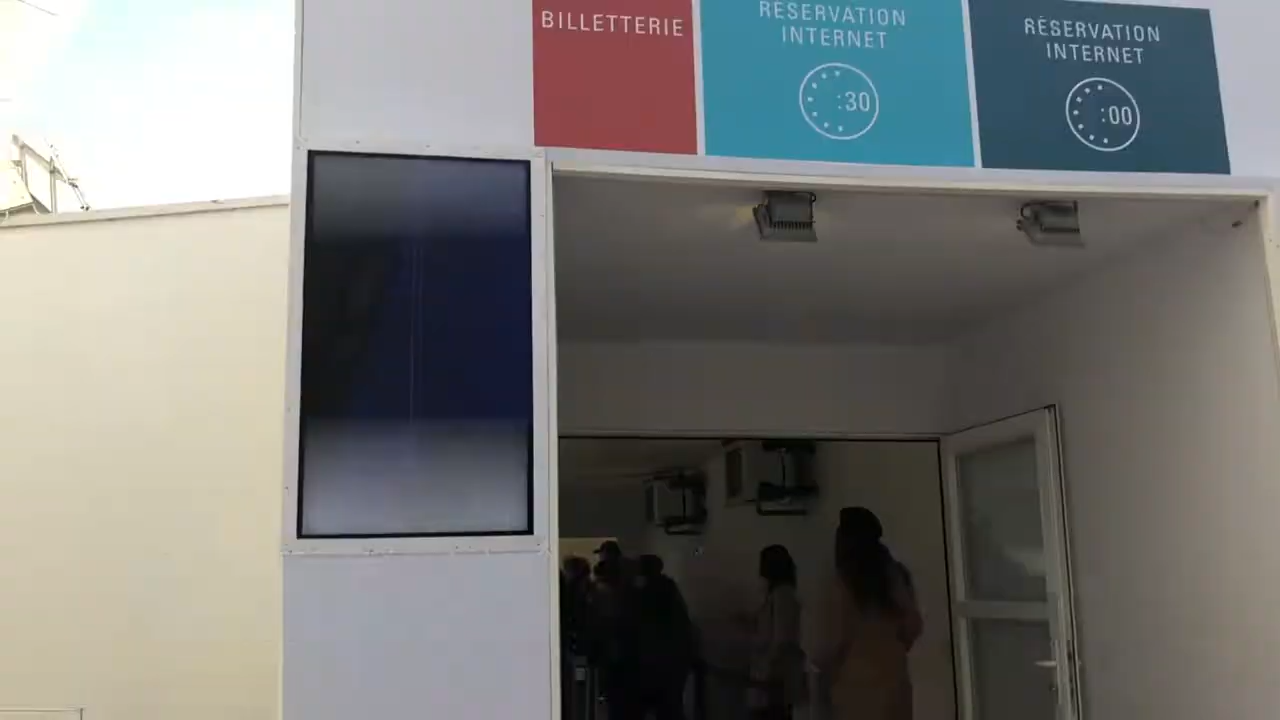 BILLETTERIE
RÉSERVATION
INTERNET
:30
RÉSERVATION
INTERNET
:00